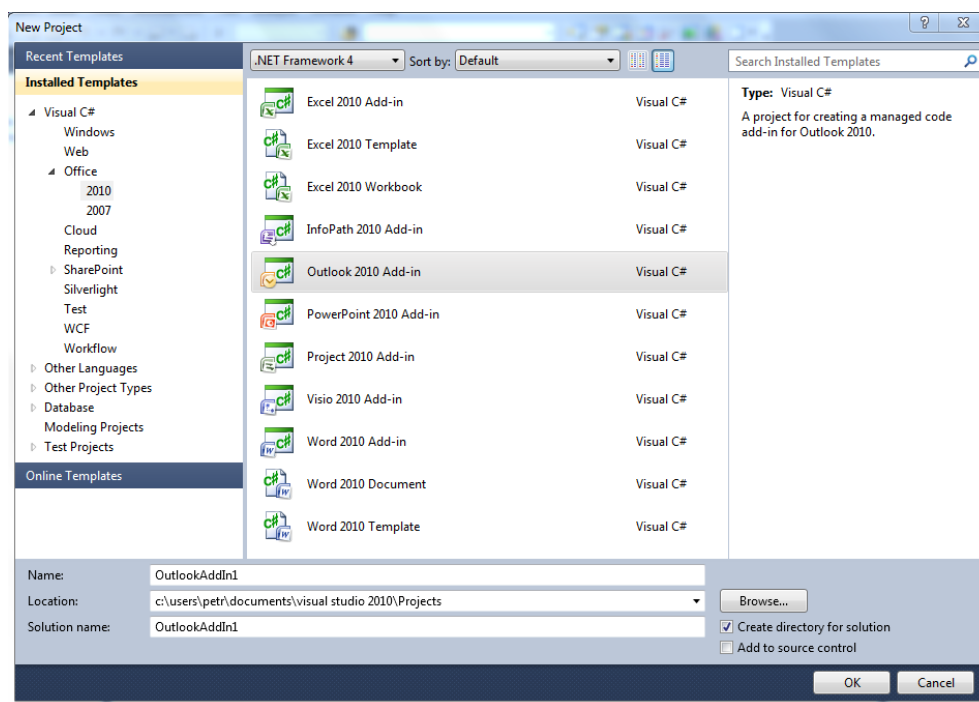 New Project
Recent Templates
Installed Templates
Visual C#
Windows
Web
Office
2010
2007
Cloud
Reporting
SharePoint
Silverlight
Test
WCF
Workflow
Other Languages
Other Project Types
Database
Modeling Projects
Test Projects
Online Templates
.NET Framework 4 Sort by: Default
Excel 2010 Add-in Visual C#
Excel 2010 Template Visual C#
Excel 2010 Workbook Visual C#
InfoPath 2010 Add-in Visual C#
Outlook 2010 Add-in Visual C#
PowerPoint 2010 Add-in Visual C#
Project 2010 Add-in Visual C#
Visio 2010 Add-in Visual C#
Word 2010 Add-in Visual C#
Word 2010 Document Visual C#
Word 2010 Template Visual C#
Search Installed Templates
Type: Visual C#
A project for creating a managed code
add-in for Outlook 2010.
Name: OutlookAddIn1
Location: c:\users\petr\documents\visual studio 2010\Projects Browse...
Solution name: OutlookAddIn1
Create directory for solution
Add to source control
OK Cancel